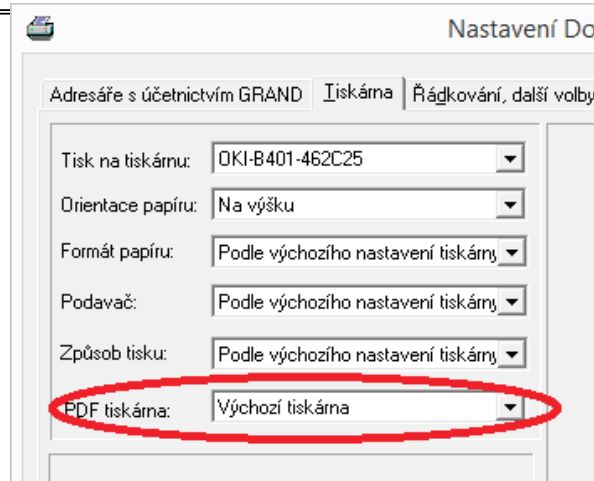 Nastavení Do
Adresáře s účetnictvím GRAND Tiskárna Řádkování, další volby
Tisk na tiskárnu: OKI-B401-462C25
Orientace papíru: Na výšku
Formát papíru: Podle výchozího nastavení tiskárny
Podavač: Podle výchozího nastavení tiskárny
Způsob tisku: Podle výchozího nastavení tiskárny
PDF tiskárna: Výchozí tiskárna